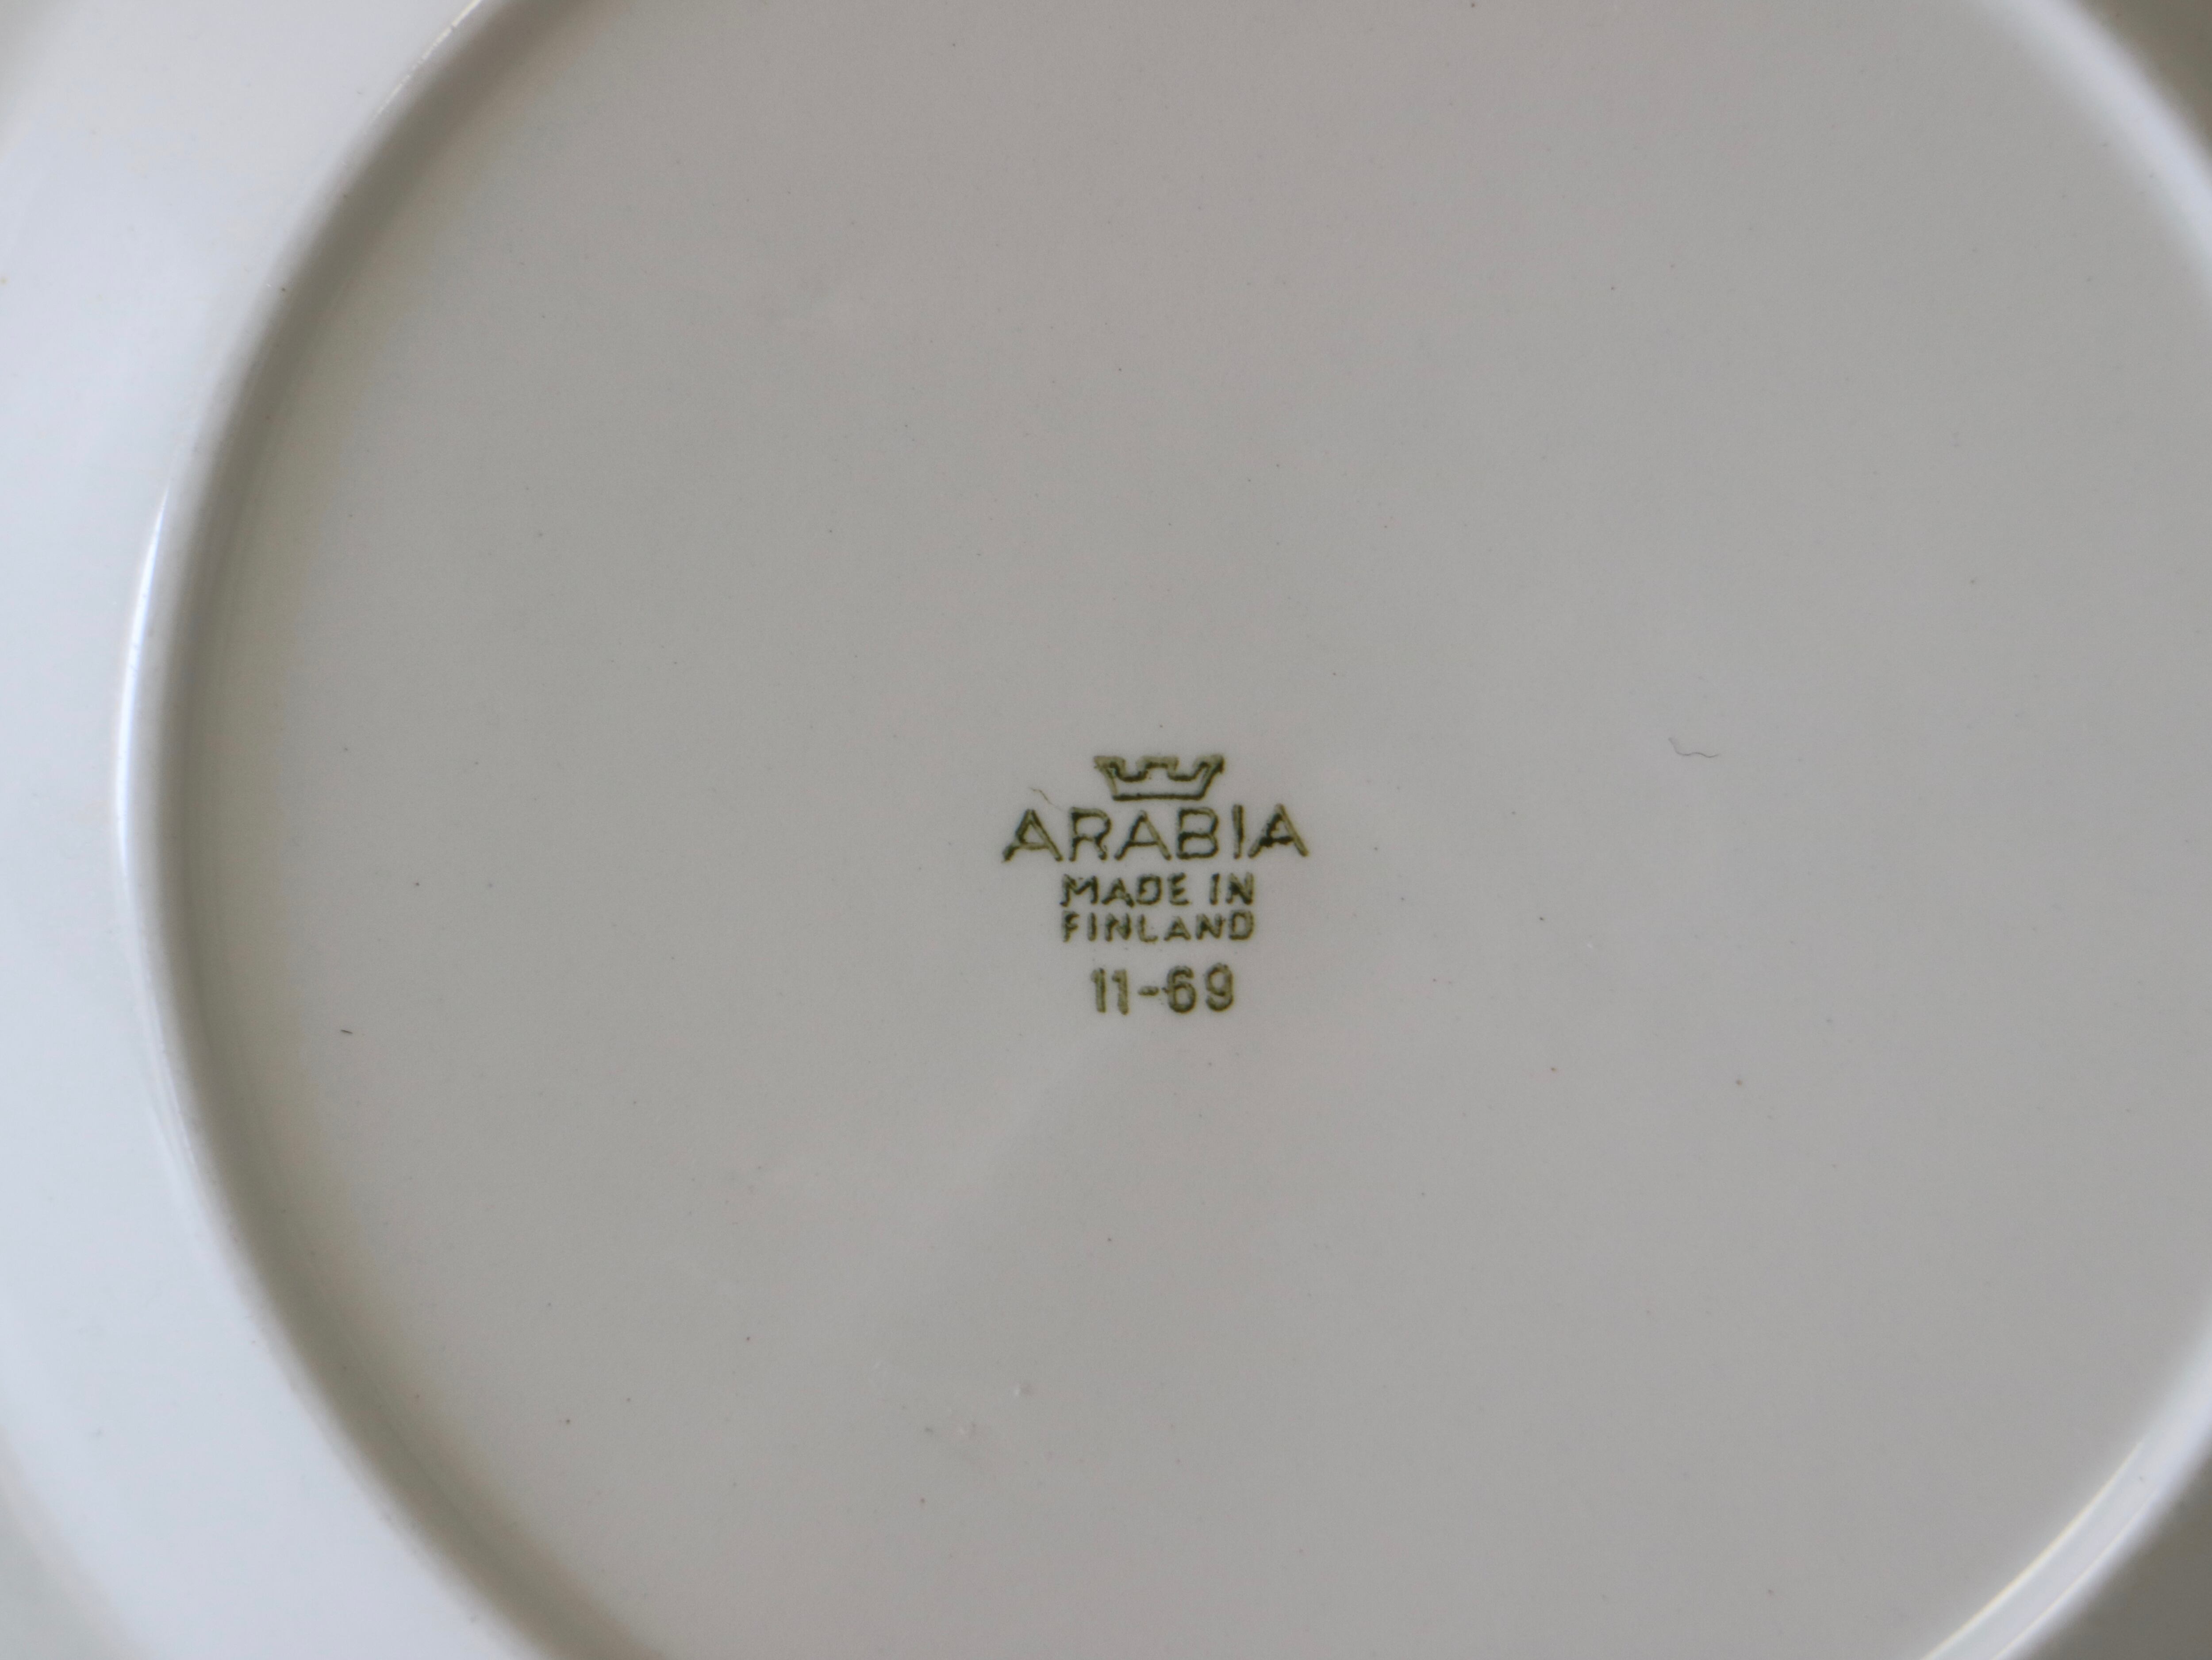 ARABIA
MADE IN
FINLAND
11-69